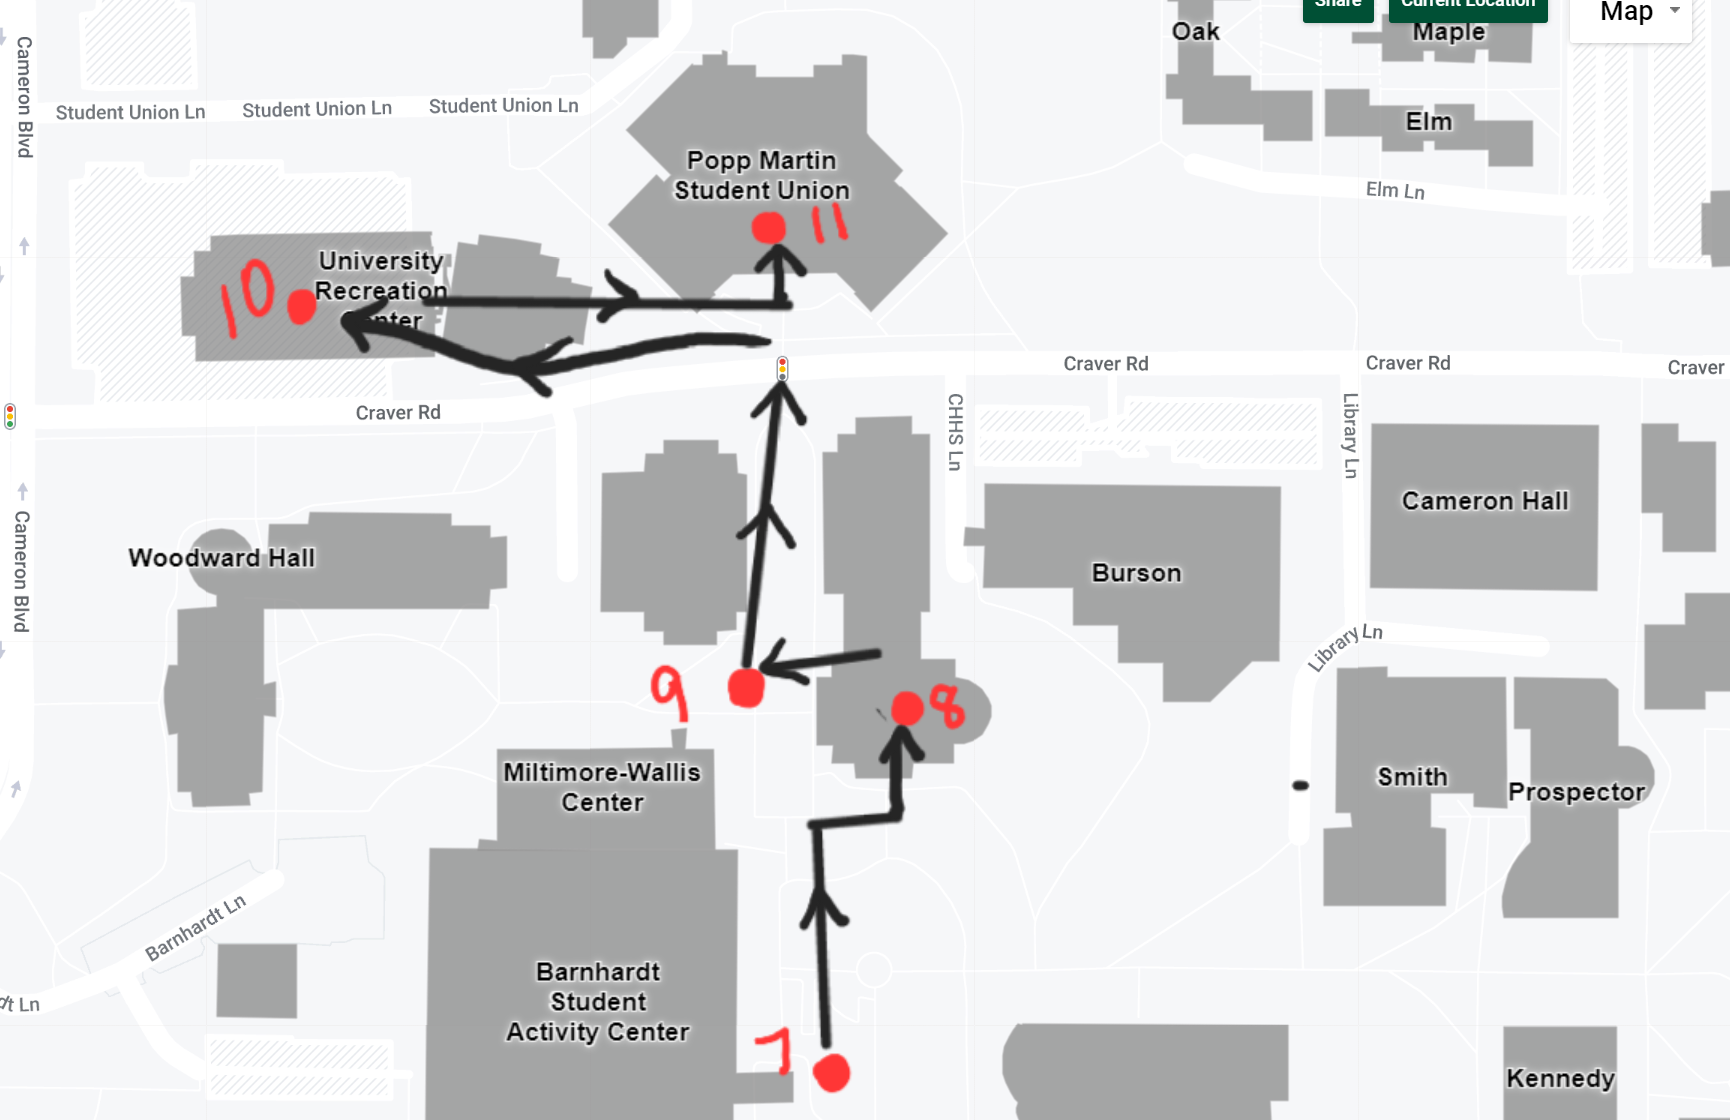 Share
Current Location
Map
Oak
Maple
Cameron Blvd
Student Union Ln
Student Union Ln
Student Union Ln
Elm
Popp Martin
Student Union
Elm Ln
11
University
Recreation
Center
10
Craver Rd
Craver Rd
Craver
Craver Rd
CHHS Ln
Library Ln
Cameron Hall
Woodward Hall
Burson
Cameron Blvd
Library Ln
9
8
Miltimore-Wallis
Center
Smith
Prospector
Barnhardt Ln
Barnhardt
Student
Activity Center
dt Ln
7
Kennedy